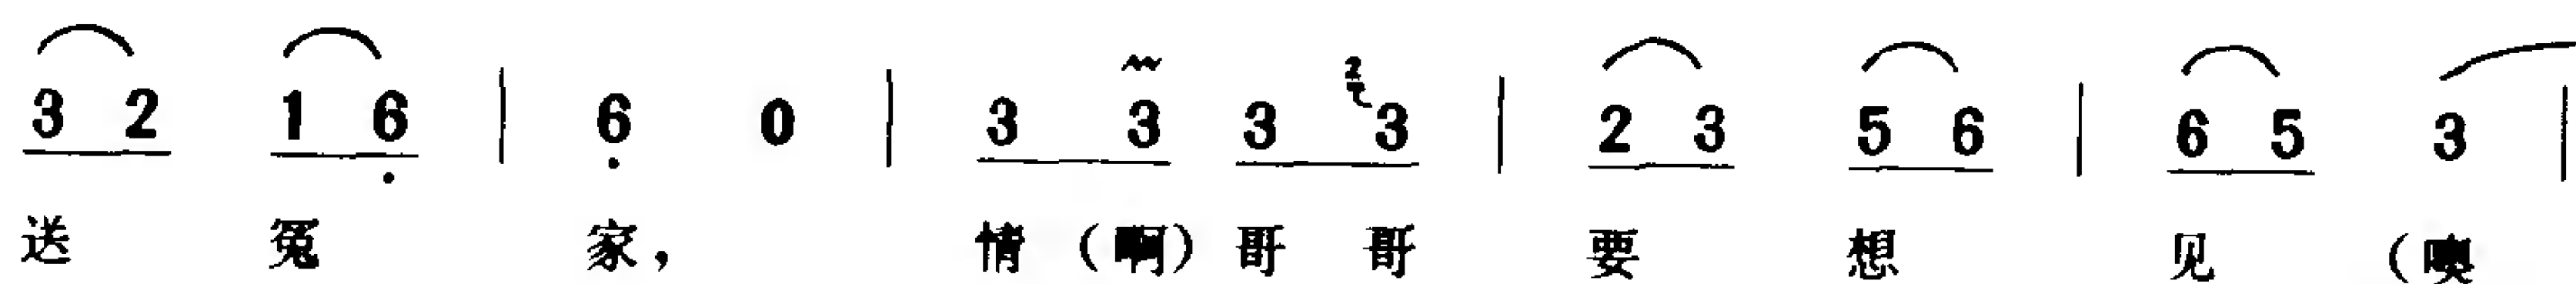 3 2 1 6 | 6 0 | 3 3 3 2 3 | 2 3 5 6 | 6 5 3 |
送 冤 家， 情 （啊） 哥 哥 要 想 见 （噢